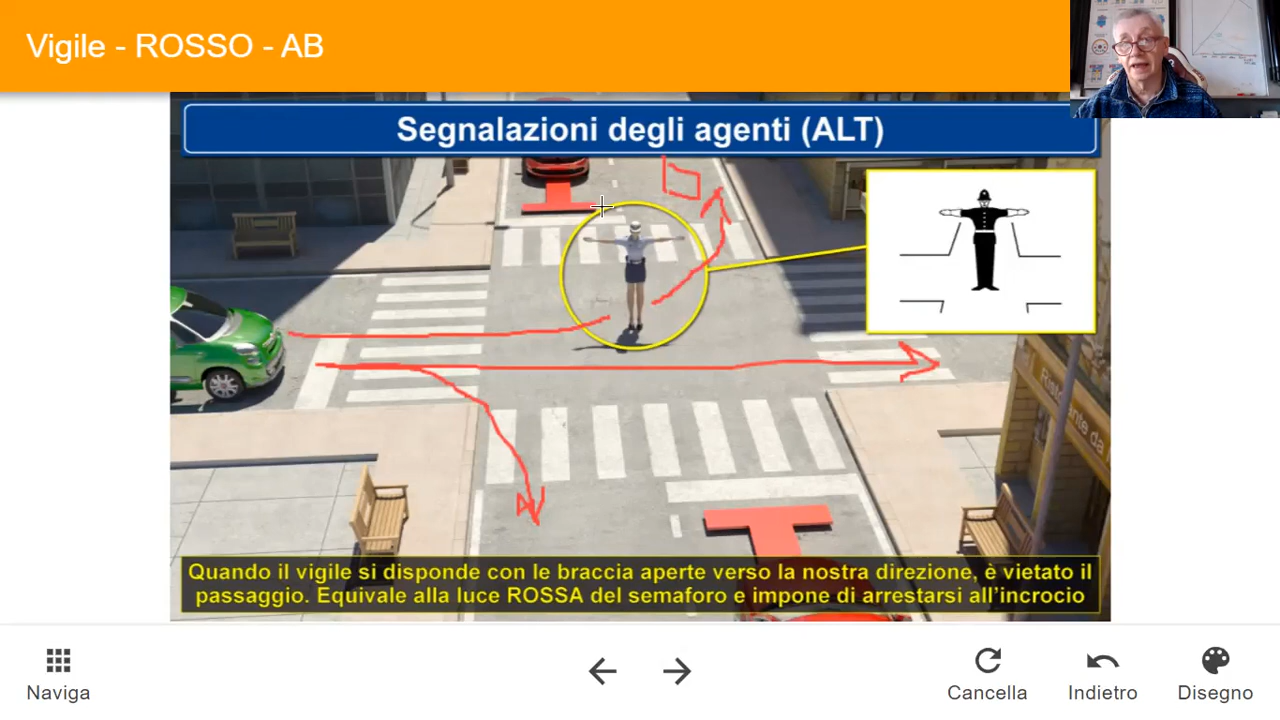 Vigile - ROSSO - AB
Segnalazioni degli agenti (ALT)
Ristorante da
Quando il vigile si dispone con le braccia aperte verso la nostra direzione, è vietato il
passaggio. Equivale alla luce ROSSA del semaforo e impone di arrestarsi all'incrocio
Naviga
Cancella
Indietro
Disegno